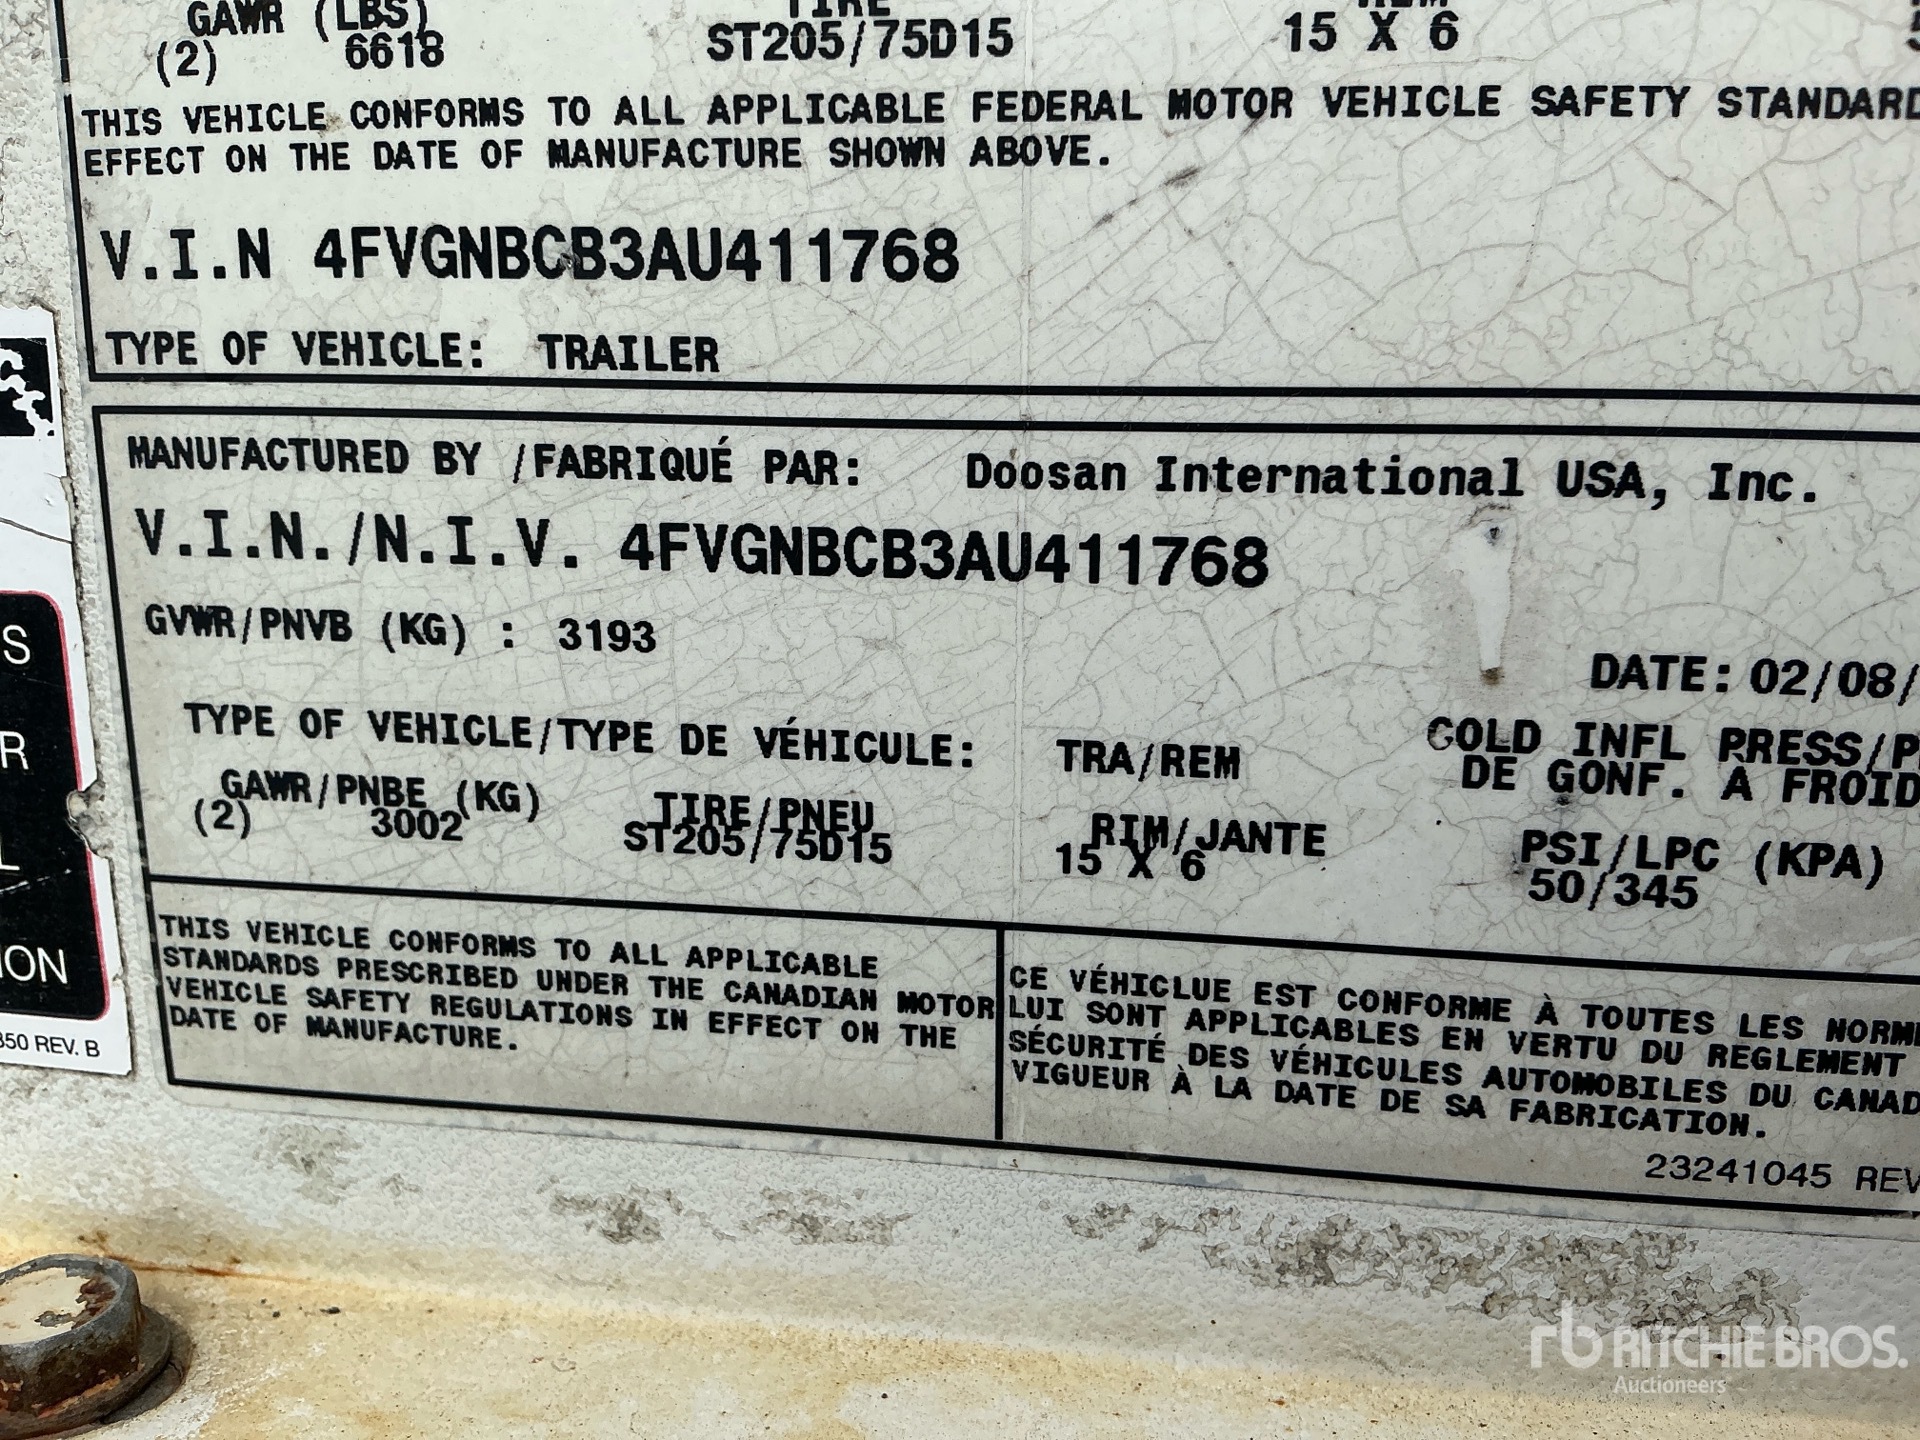 GAWR (LBS) TIRE
(2) 6618 ST205/75D15 15 X 6
THIS VEHICLE CONFORMS TO ALL APPLICABLE FEDERAL MOTOR VEHICLE SAFETY STANDARD
EFFECT ON THE DATE OF MANUFACTURE SHOWN ABOVE.
V.I.N 4FVGNBCB3AU411768
TYPE OF VEHICLE: TRAILER
MANUFACTURED BY /FABRIQUÉ PAR: Doosan International USA, Inc.
V.I.N./N.I.V. 4FVGNBCB3AU411768
GVWR/PNVB (KG) : 3193
DATE: 02/08/
TYPE OF VEHICLE/TYPE DE VÉHICULE: TRA/REM
COLD INFL PRESS/P
DE GONF. À FROID
GAWR/PNBE (KG) TIRE/PNEU RIM/JANTE PSI/LPC (KPA)
(2) 3002 ST205/75D15 15 X 6 50/345
THIS VEHICLE CONFORMS TO ALL APPLICABLE
STANDARDS PRESCRIBED UNDER THE CANADIAN MOTOR
VEHICLE SAFETY REGULATIONS IN EFFECT ON THE
DATE OF MANUFACTURE.
CE VÉHICLUE EST CONFORME À TOUTES LES NORME
LUI SONT APPLICABLES EN VERTU DU REGLEMENT
SÉCURITÉ DES VÉHICULES AUTOMOBILES DU CANAD
VIGUEUR À LA DATE DE SA FABRICATION.
23241045 REV
S
R
L
ION
350 REV. B
rb RITCHIE BROS.
Auctioneers